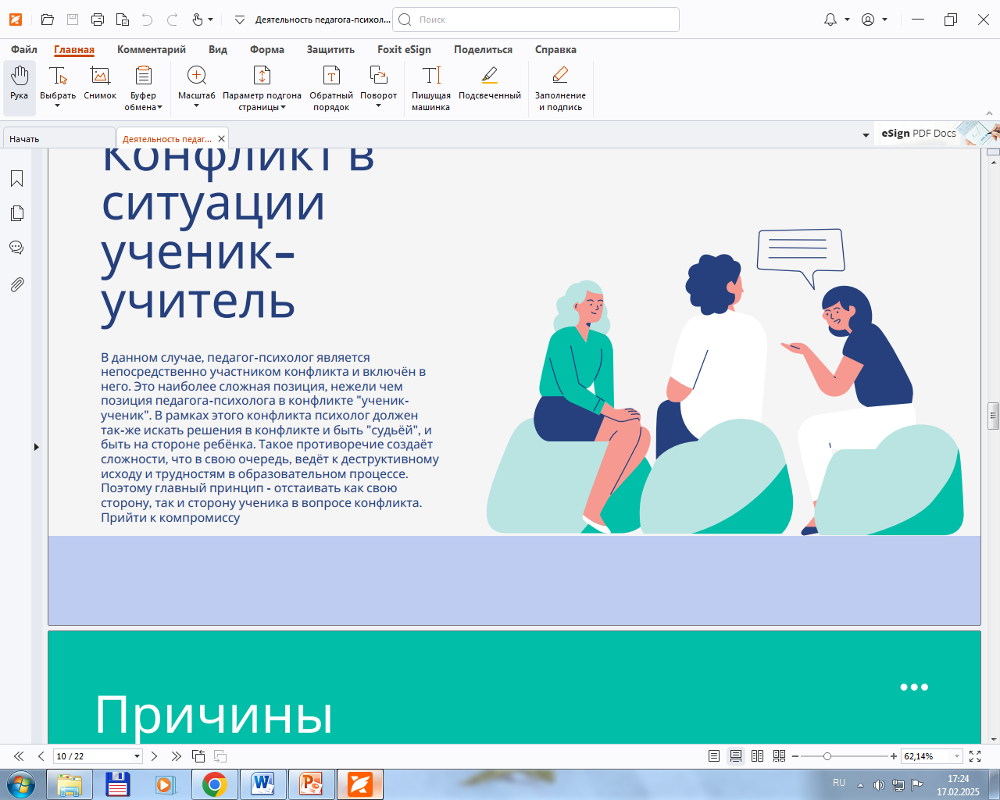 Деятельность педагога-психол...
Поиск
Файл
Главная
Комментарий
Вид
Форма
Защитить
Foxit eSign
Поделиться
Справка
Рука
Выбрать
Снимок
Буфер
обмена
Масштаб
Параметр подгона
страницы
Обратный
порядок
Поворот
Пишущая
машинка
Подсвеченный
Заполнение
и подпись
Начать
Деятельность педаг...
eSign PDF Docs
Конфликт в
ситуации
ученик-
учитель
В данном случае, педагог-психолог является
непосредственно участником конфликта и включён в
него. Это наиболее сложная позиция, нежели чем
позиция педагога-психолога в конфликте "ученик-
ученик". В рамках этого конфликта психолог должен
так-же искать решения в конфликте и быть "судьёй", и
быть на стороне ребёнка. Такое противоречие создаёт
сложности, что в свою очередь, ведёт к деструктивному
исходу и трудностям в образовательном процессе.
Поэтому главный принцип - отстаивать как свою
сторону, так и сторону ученика в вопросе конфликта.
Прийти к компромиссу
Причины
10 / 22
62,14%
RU
17:24
17.02.2025